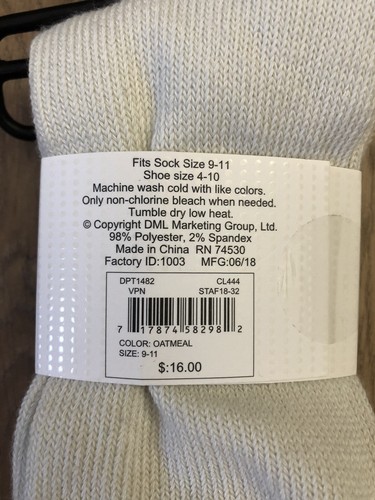 Fits Sock Size 9-11
Shoe size 4-10
Machine wash cold with like colors.
Only non-chlorine bleach when needed.
Tumble dry low heat.
© Copyright DML Marketing Group, Ltd.
98% Polyester, 2% Spandex
Made in China RN 74530
Factory ID:1003 MFG:06/18
DPT1482 CL444
VPN STAF18-32
7 17874 58298 2
COLOR: OATMEAL
SIZE: 9-11
$:16.00